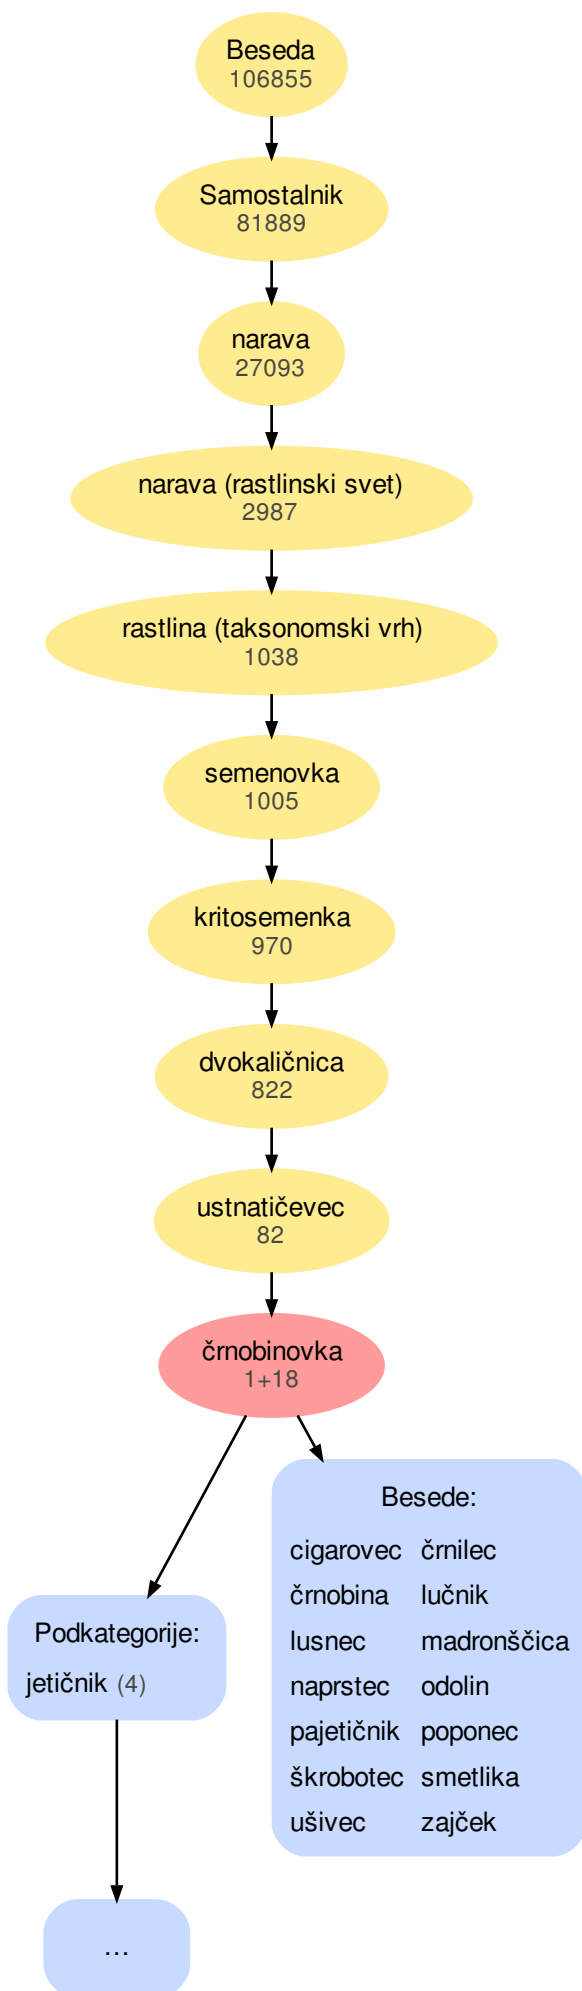 Beseda
106855
Samostalnik
81889
narava
27093
narava (rastlinski svet)
2987
rastlina (taksonomski vrh)
1038
semenovka
1005
kritosemenka
970
dvokaličnica
822
ustnatičevec
82
črnobinovka
1+18
Besede:
cigarovec črnilec
črnobina lučnik
lusnec madronščica
naprstec odolin
pajetičnik poponec
škrobotec smetlika
ušivec zajček
Podkategorije:
jetičnik (4)
...